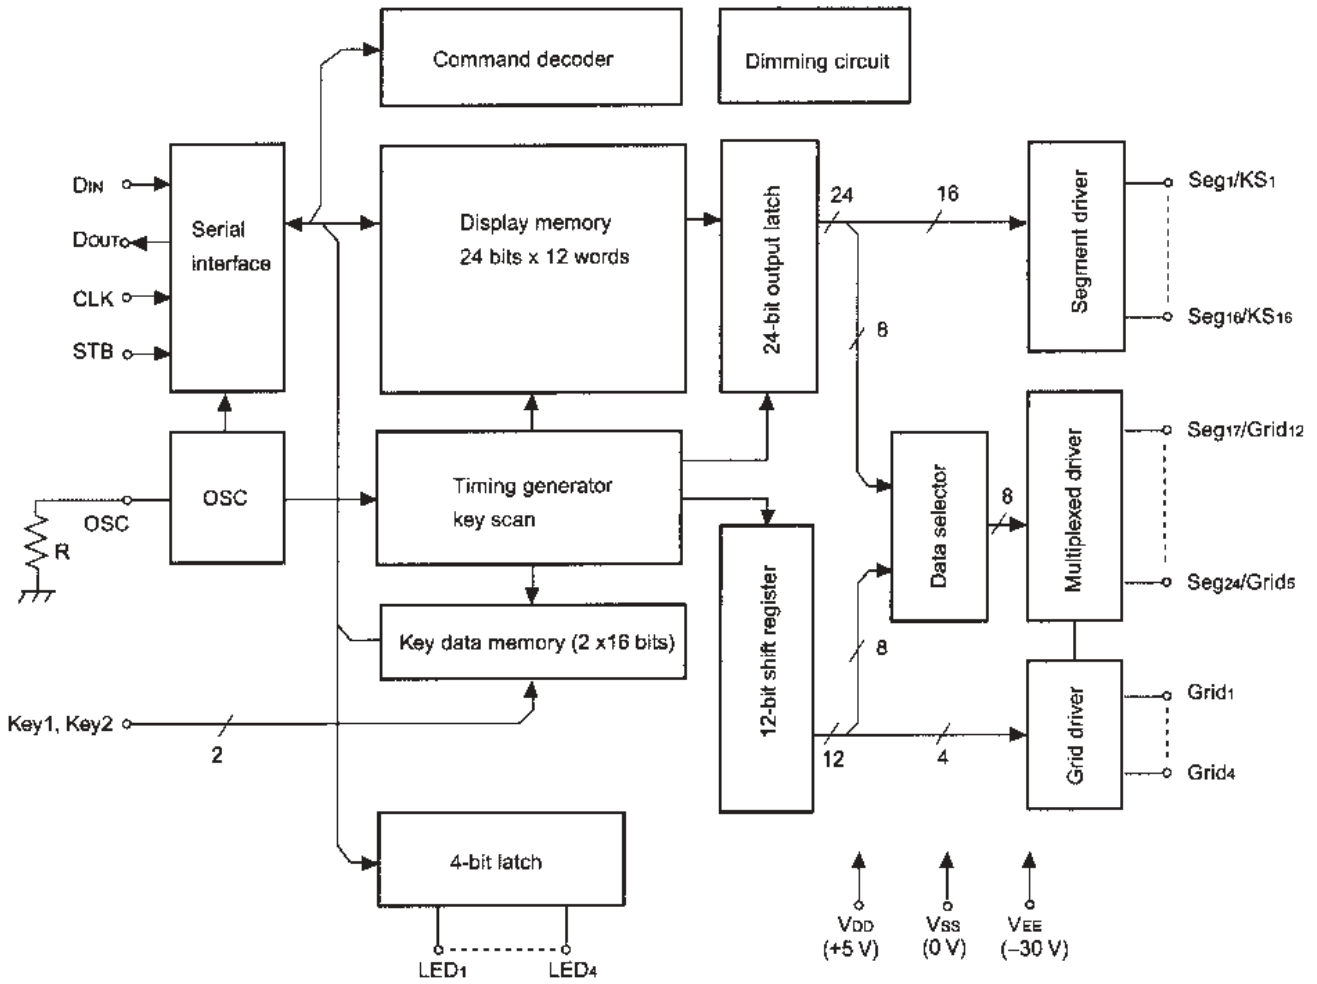 Command decoder
Dimming circuit
DIN
DOUT
CLK
STB
Serial
interface
Display memory
24 bits x 12 words
24-bit output latch
24
16
8
Segment driver
Seg1/KS1
Seg16/KS16
OSC
R
OSC
Timing generator
key scan
Data selector
8
Multiplexed driver
Seg17/Grid12
Seg24/Grid5
Key data memory (2 x16 bits)
12-bit shift register
8
12
4
Grid driver
Grid1
Grid4
Key1, Key2
2
4-bit latch
LED1
LED4
VDD
(+5 V)
VSS
(0 V)
VEE
(−30 V)